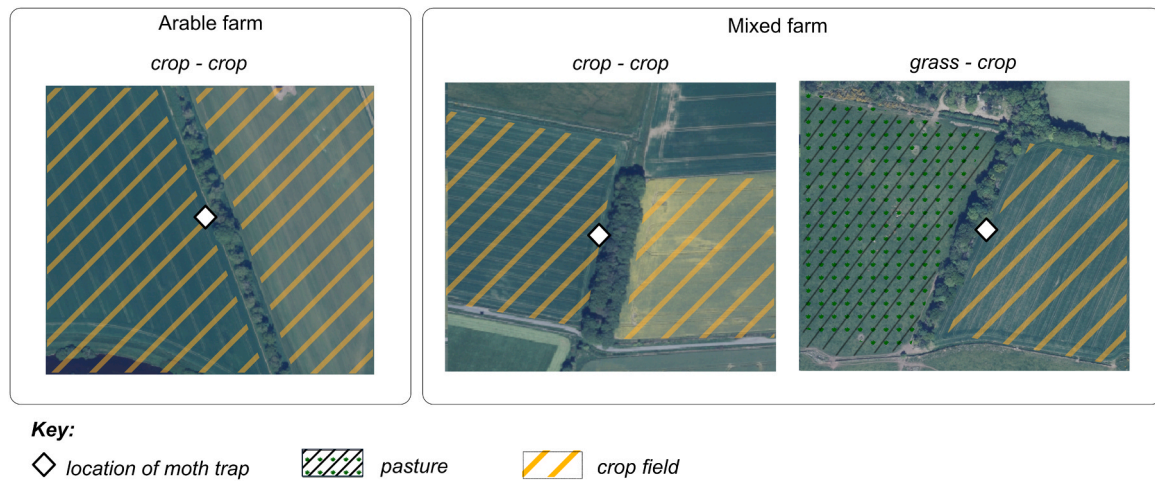 Arable farm
crop - crop
Mixed farm
crop - crop
grass - crop
Key:
location of moth trap
pasture
crop field